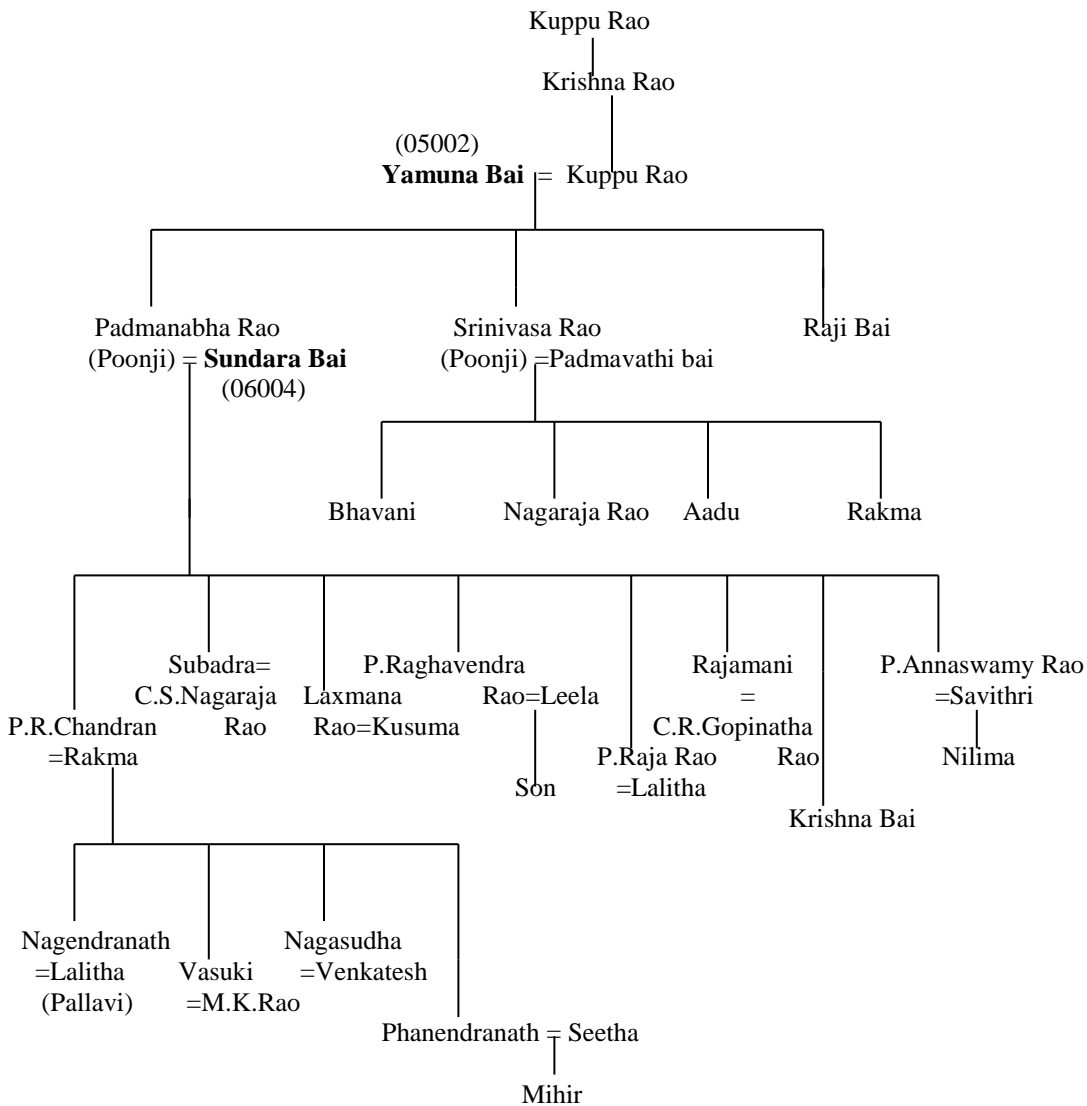 Kuppu Rao
Krishna Rao
(05002)
Yamuna Bai = Kuppu Rao
Padmanabha Rao
(Poonji) = Sundara Bai
(06004)
Srinivasa Rao
(Poonji) =Padmavathi bai
Raji Bai
Bhavani
Nagaraja Rao
Aadu
Rakma
P.R.Chandran
=Rakma
Subadra=
C.S.Nagaraja
Rao
Laxmana
Rao=Kusuma
P.Raghavendra
Rao=Leela
Son
P.Raja Rao
=Lalitha
Rajamani
=
C.R.Gopinatha
Rao
Krishna Bai
P.Annaswamy Rao
=Savithri
Nilima
Nagendranath
=Lalitha
(Pallavi)
Vasuki
=M.K.Rao
Nagasudha
=Venkatesh
Phanendranath = Seetha
Mihir